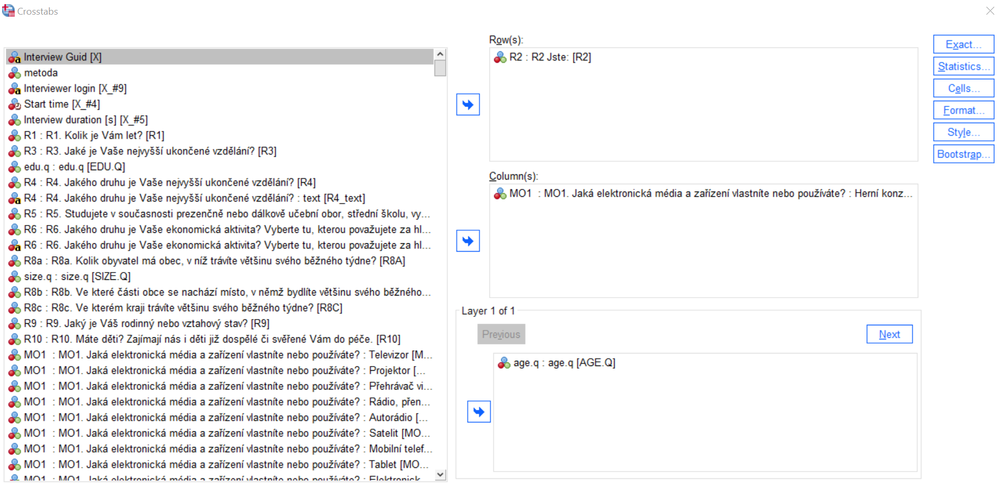 Crosstabs
Interview Guid [X]
metoda
Interviewer login [X_#9]
Start time [X_#4]
Interview duration [s] [X_#5]
R1 : R1. Kolik je Vám let? [R1]
R3 : R3. Jaké je Vaše nejvyšší ukončené vzdělání? [R3]
edu.q : edu.q [EDU.Q]
R4 : R4. Jakého druhu je Vaše nejvyšší ukončené vzdělání? [R4]
R4 : R4. Jakého druhu je Vaše nejvyšší ukončené vzdělání? : text [R4_text]
R5 : R5. Studujete v současnosti prezenčně nebo dálkově učební obor, střední školu, vy...
R6 : R6. Jakého druhu je Vaše ekonomická aktivita? Vyberte tu, kterou považujete za hl...
R6 : R6. Jakého druhu je Vaše ekonomická aktivita? Vyberte tu, kterou považujete za hl...
R8a : R8a. Kolik obyvatel má obec, v níž trávíte většinu svého běžného týdne? [R8A]
size.q : size.q [SIZE.Q]
R8b : R8b. Ve které části obce se nachází místo, v němž bydlíte většinu svého běžného...
R8c : R8c. Ve kterém kraji trávíte většinu svého běžného týdne? [R8C]
R9 : R9. Jaký je Váš rodinný nebo vztahový stav? [R9]
R10 : R10. Máte děti? Zajímají nás i děti již dospělé či svěřené Vám do péče. [R10]
MO1 : MO1. Jaká elektronická média a zařízení vlastníte nebo používáte? : Televizor [M...
MO1 : MO1. Jaká elektronická média a zařízení vlastníte nebo používáte? : Projektor [...
MO1 : MO1. Jaká elektronická média a zařízení vlastníte nebo používáte? : Přehrávač vi...
MO1 : MO1. Jaká elektronická média a zařízení vlastníte nebo používáte? : Rádio, přen...
MO1 : MO1. Jaká elektronická média a zařízení vlastníte nebo používáte? : Autorádio [...
MO1 : MO1. Jaká elektronická média a zařízení vlastníte nebo používáte? : Satelit [MO...
MO1 : MO1. Jaká elektronická média a zařízení vlastníte nebo používáte? : Mobilní telef...
MO1 : MO1. Jaká elektronická média a zařízení vlastníte nebo používáte? : Tablet [MO...
MO1 : MO1. Jaká elektronická média a zařízení vlastníte nebo používáte? : Elektronick...
Row(s):
R2 : R2 Jste: [R2]
Column(s):
MO1 : MO1. Jaká elektronická média a zařízení vlastníte nebo používáte? : Herní konz...
Layer 1 of 1
Previous
Next
age.q : age.q [AGE.Q]
Exact...
Statistics...
Cells...
Format...
Style...
Bootstrap...